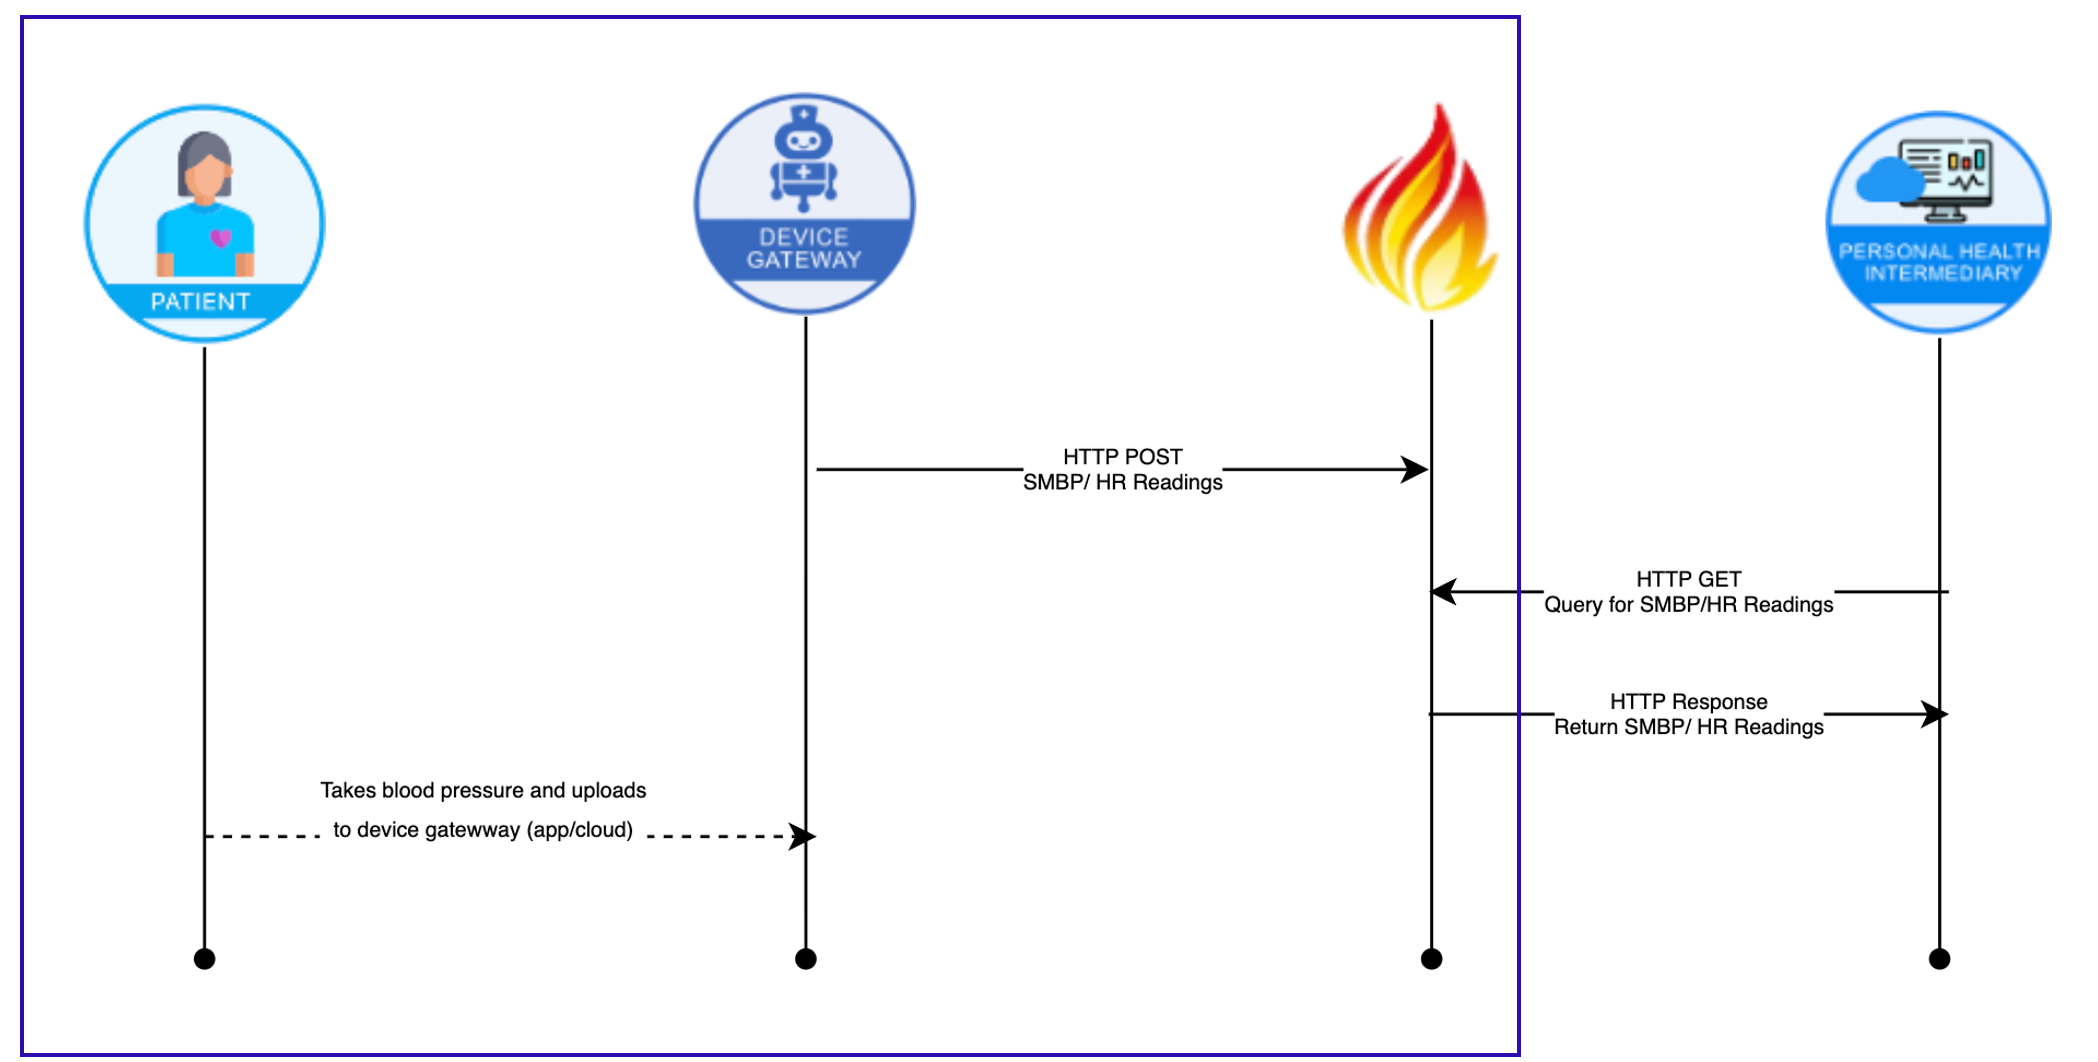 PATIENT
DEVICE
GATEWAY
PERSONAL HEALTH
INTERMEDIARY
HTTP POST
SMBP/ HR Readings
HTTP GET
Query for SMBP/HR Readings
HTTP Response
Return SMBP/ HR Readings
Takes blood pressure and uploads
to device gatewway (app/cloud)